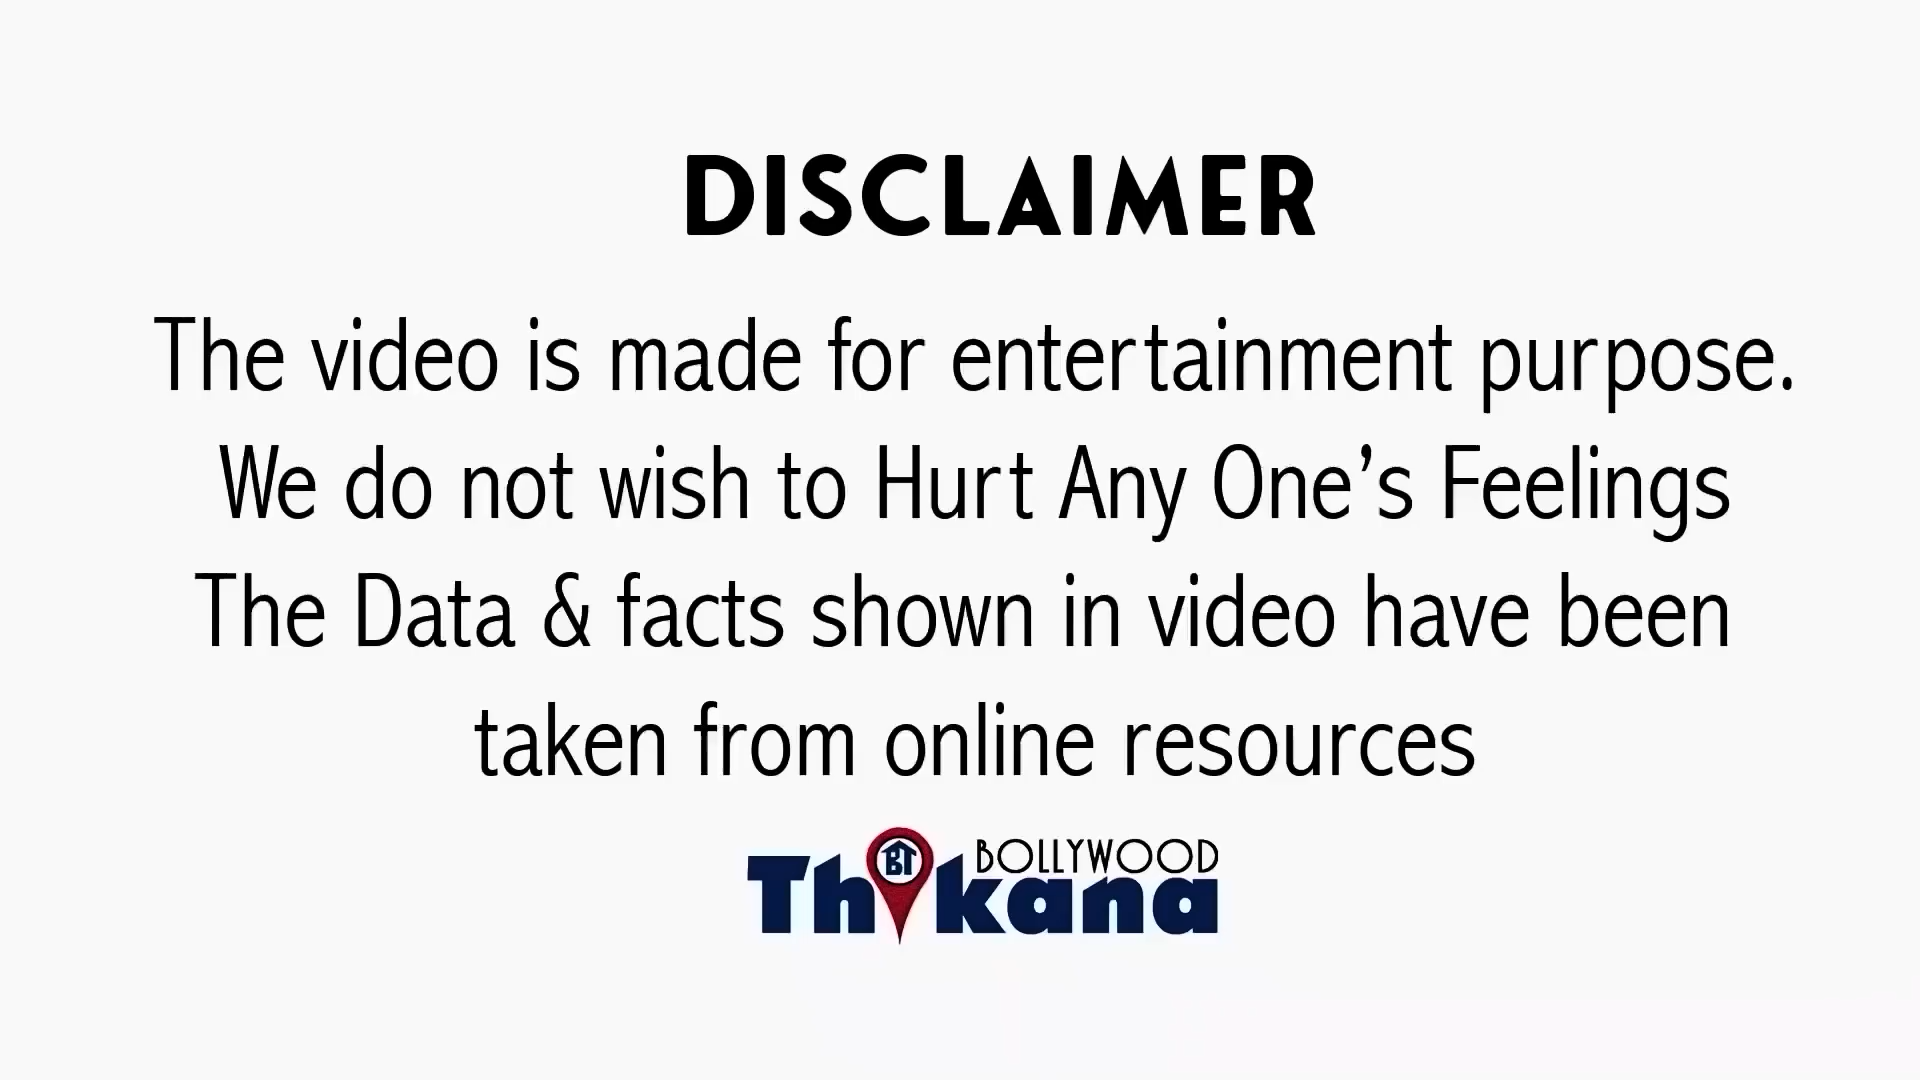 DISCLAIMER
The video is made for entertainment purpose.
We do not wish to Hurt Any One’s Feelings
The Data & facts shown in video have been
taken from online resources
BOLLYWOOD
BT
Thikana